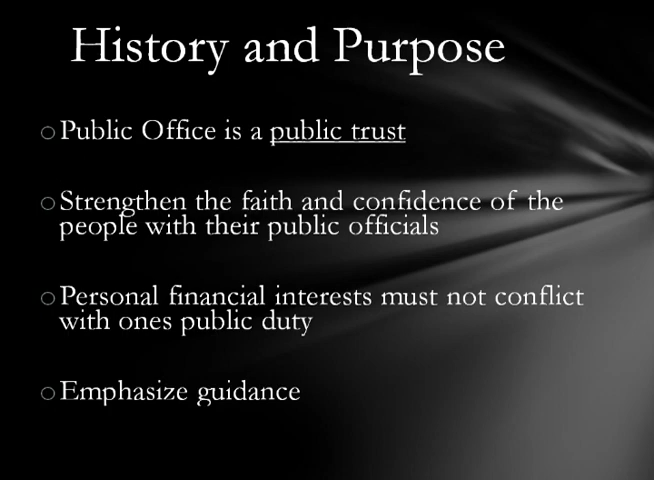 History and Purpose
Public Office is a public trust
Strengthen the faith and confidence of the
people with their public officials
Personal financial interests must not conflict
with ones public duty
Emphasize guidance